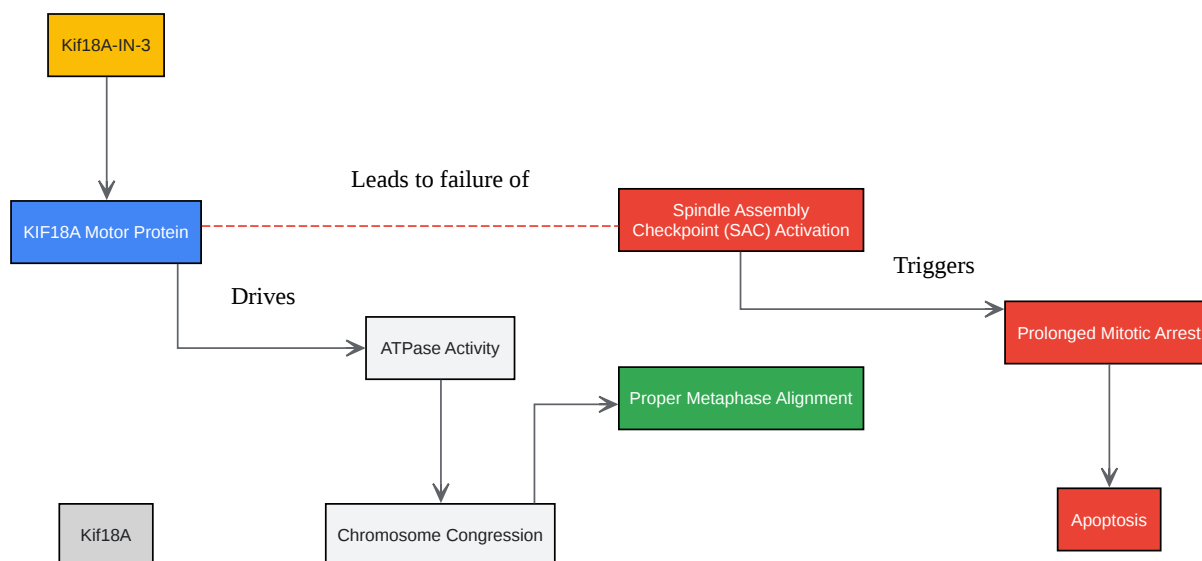 Kif18A-IN-3
Leads to failure of
KIF18A Motor Protein
Spindle Assembly
Checkpoint (SAC) Activation
Triggers
Drives
Prolonged Mitotic Arrest
ATPase Activity
Proper Metaphase Alignment
Apoptosis
Kif18A
Chromosome Congression